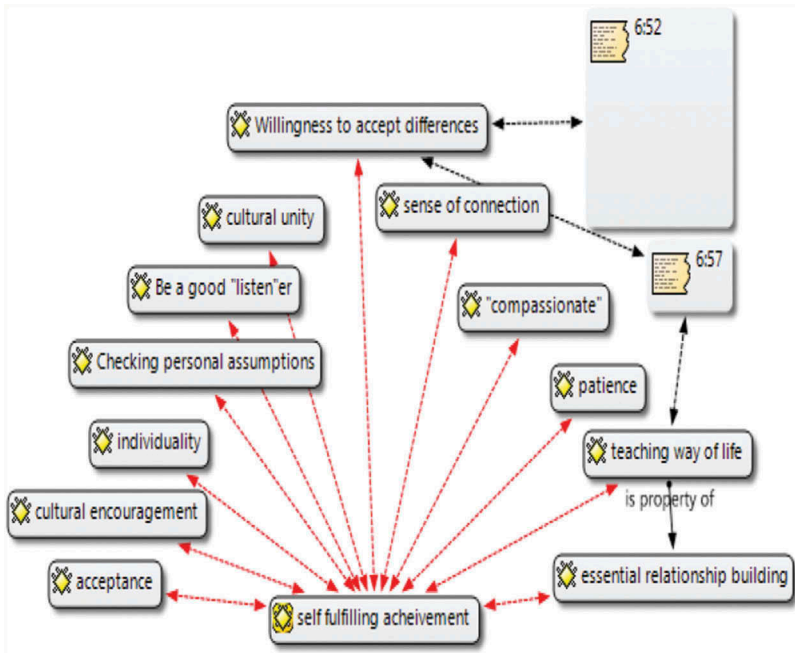 6:52
Willingness to accept differences
sense of connection
cultural unity
6:57
Be a good "listen"er
"compassionate"
Checking personal assumptions
patience
individuality
teaching way of life
is property of
cultural encouragement
acceptance
essential relationship building
self fulfilling acheivement